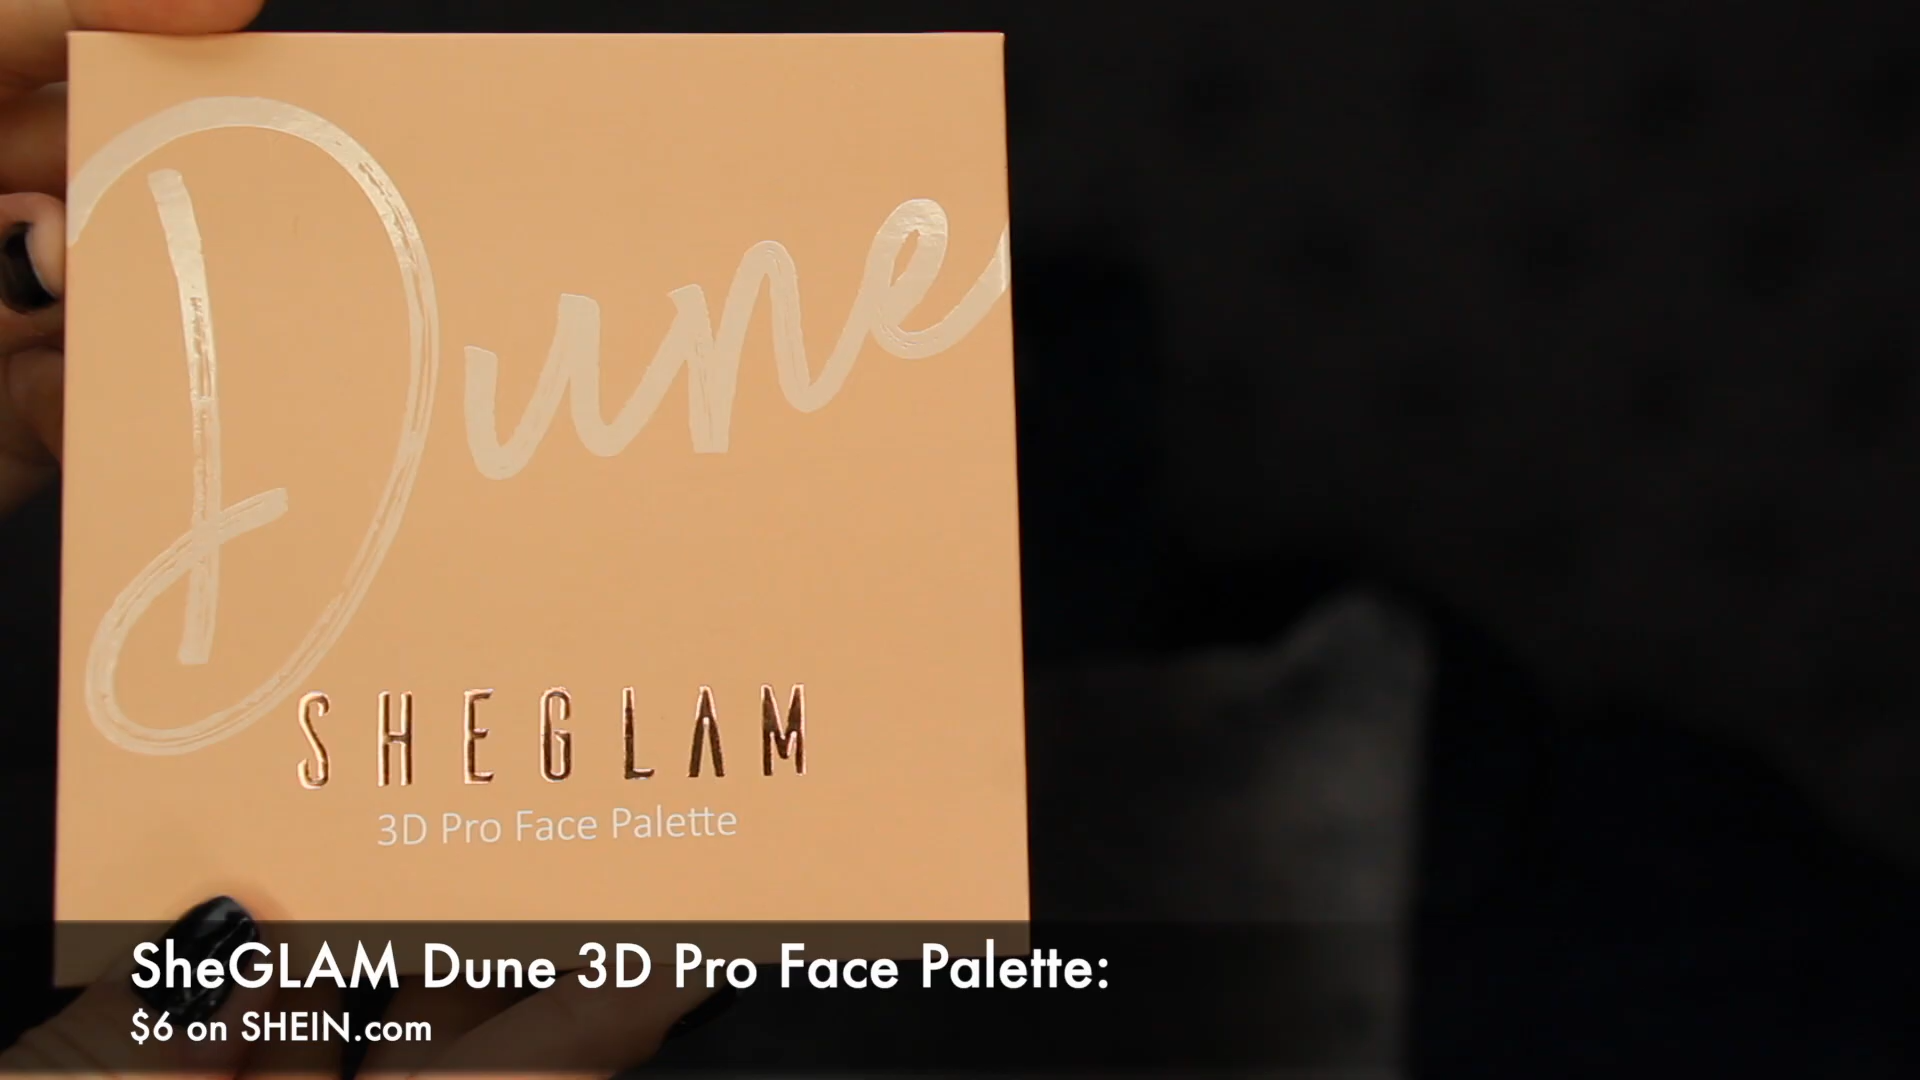 Dune
SHEGLAM
3D Pro Face Palette
SheGLAM Dune 3D Pro Face Palette:
$6 on SHEIN.com